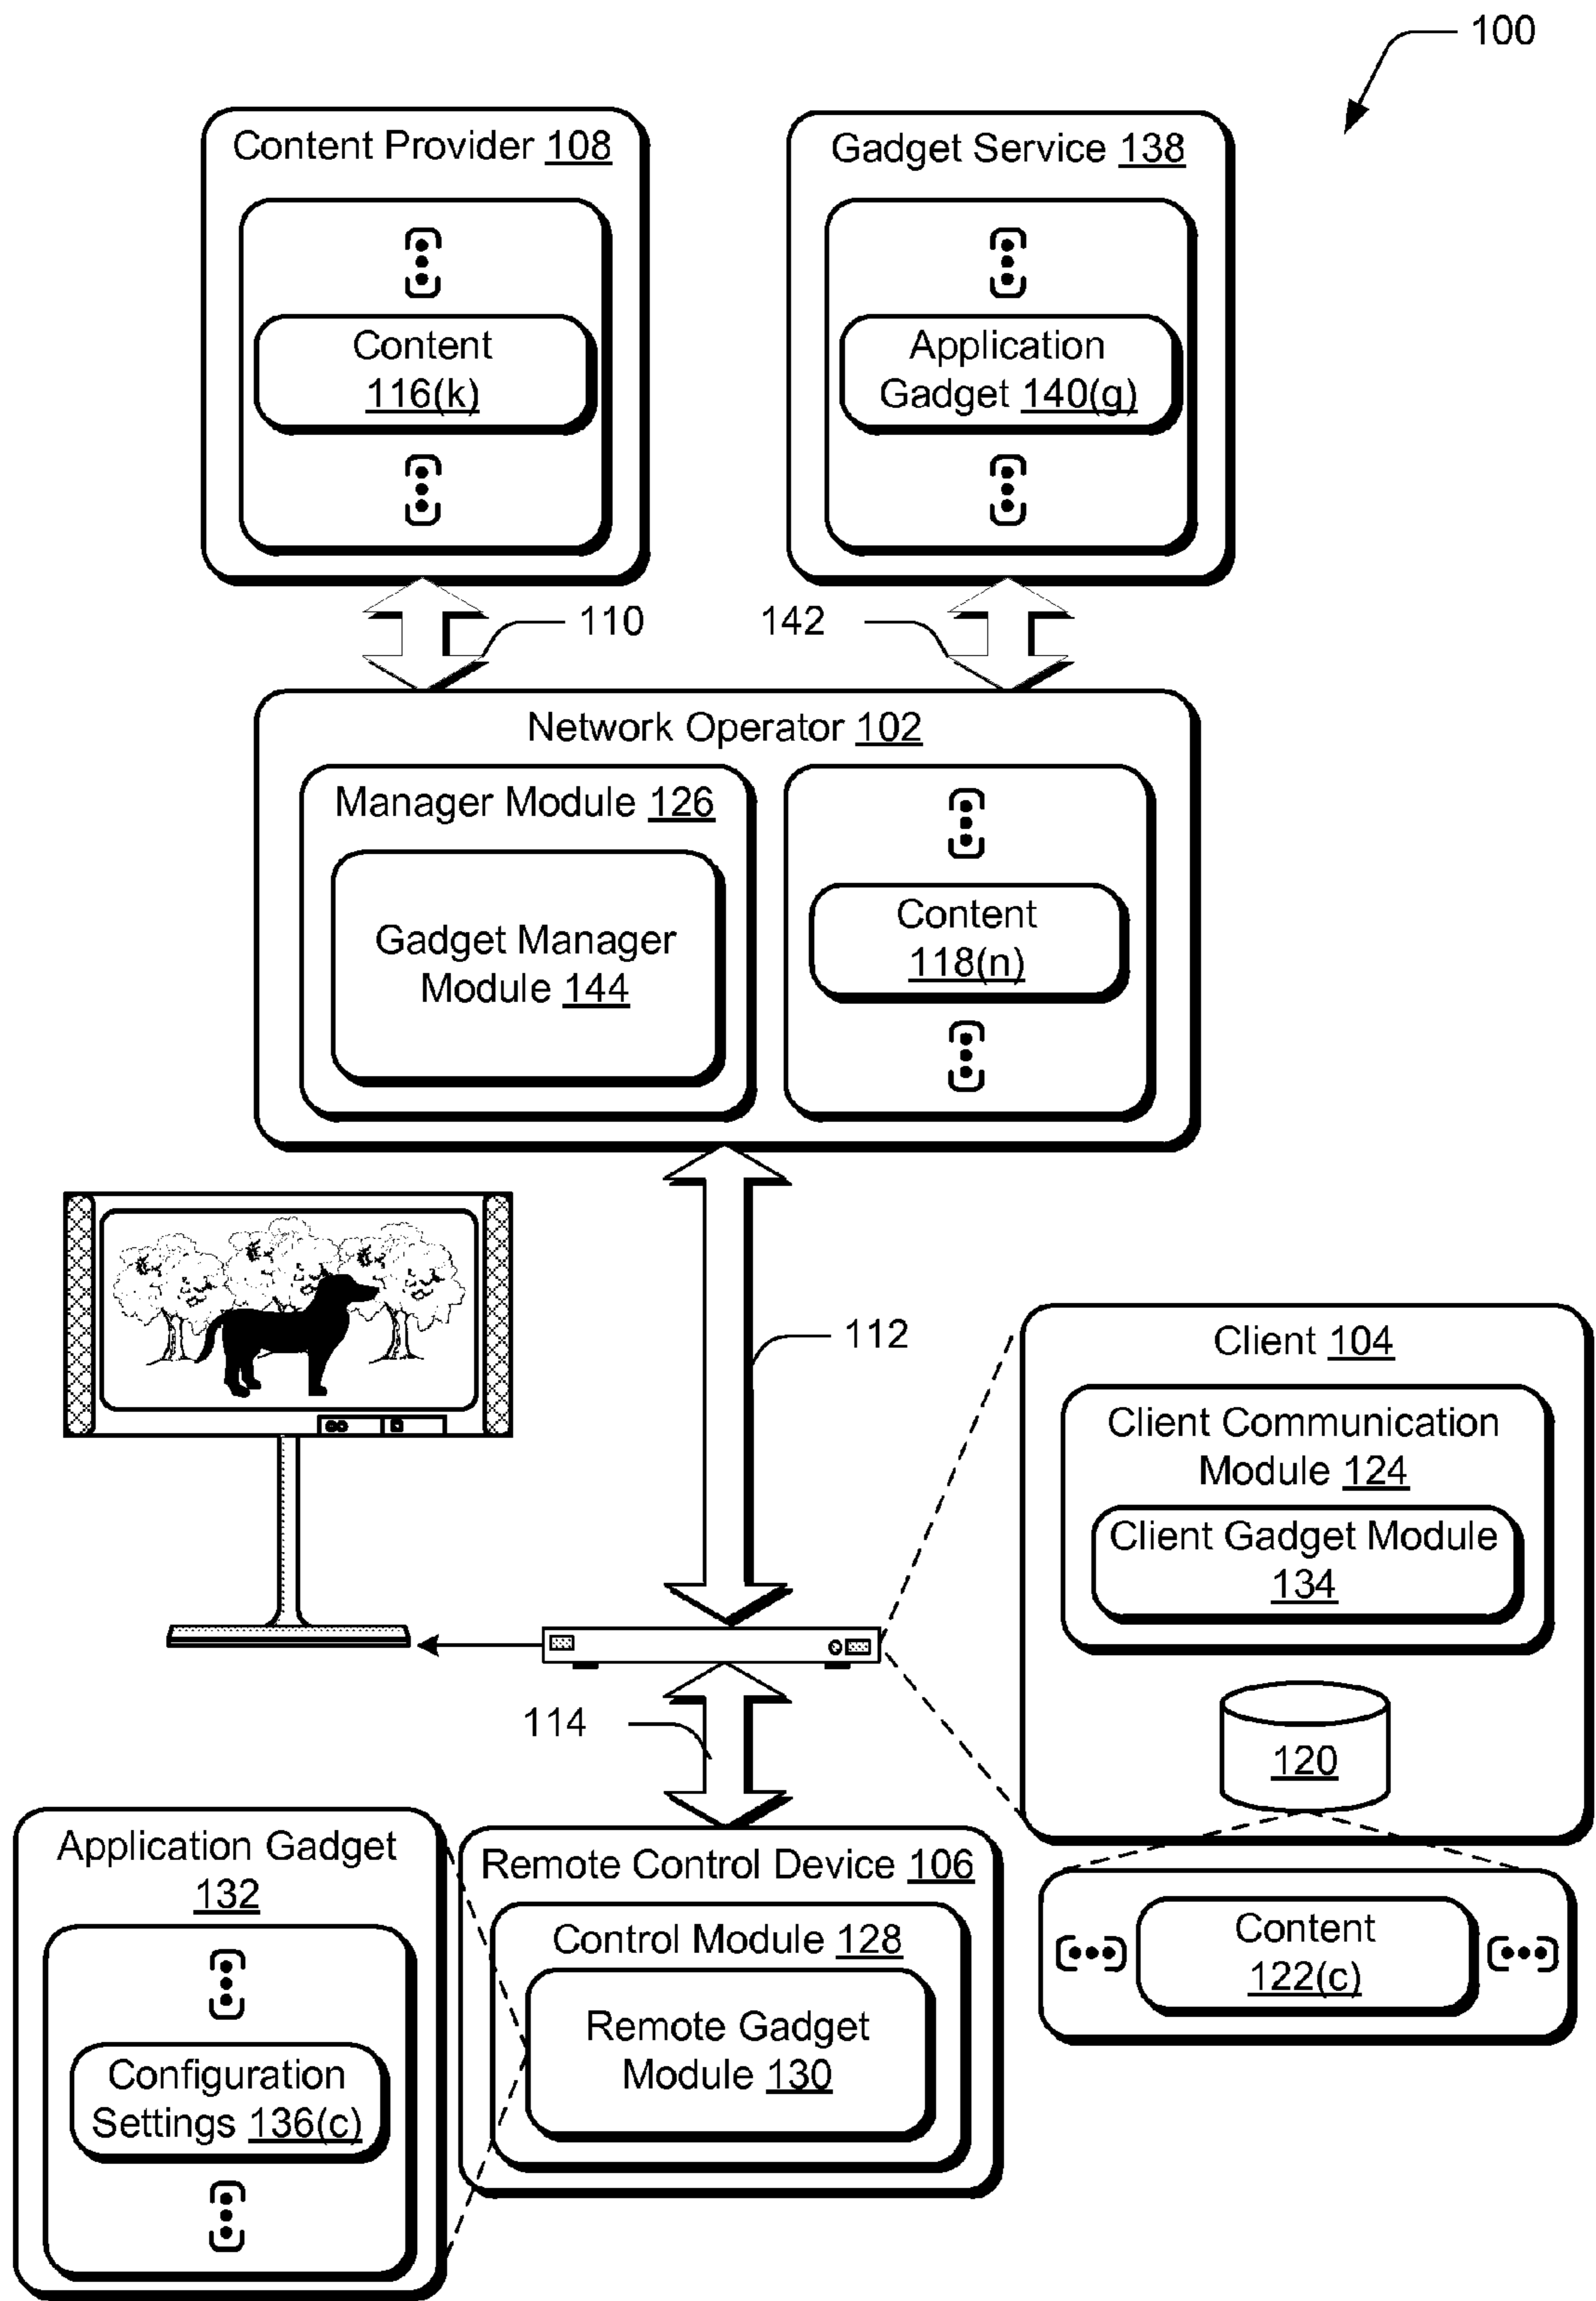 100
Content Provider 108
Content
116(k)
Gadget Service 138
Application
Gadget 140(g)
110
142
Network Operator 102
Manager Module 126
Gadget Manager
Module 144
Content
118(n)
112
Client 104
Client Communication
Module 124
Client Gadget Module
134
120
114
Application Gadget
132
Configuration
Settings 136(c)
Remote Control Device 106
Control Module 128
Remote Gadget
Module 130
Content
122(c)